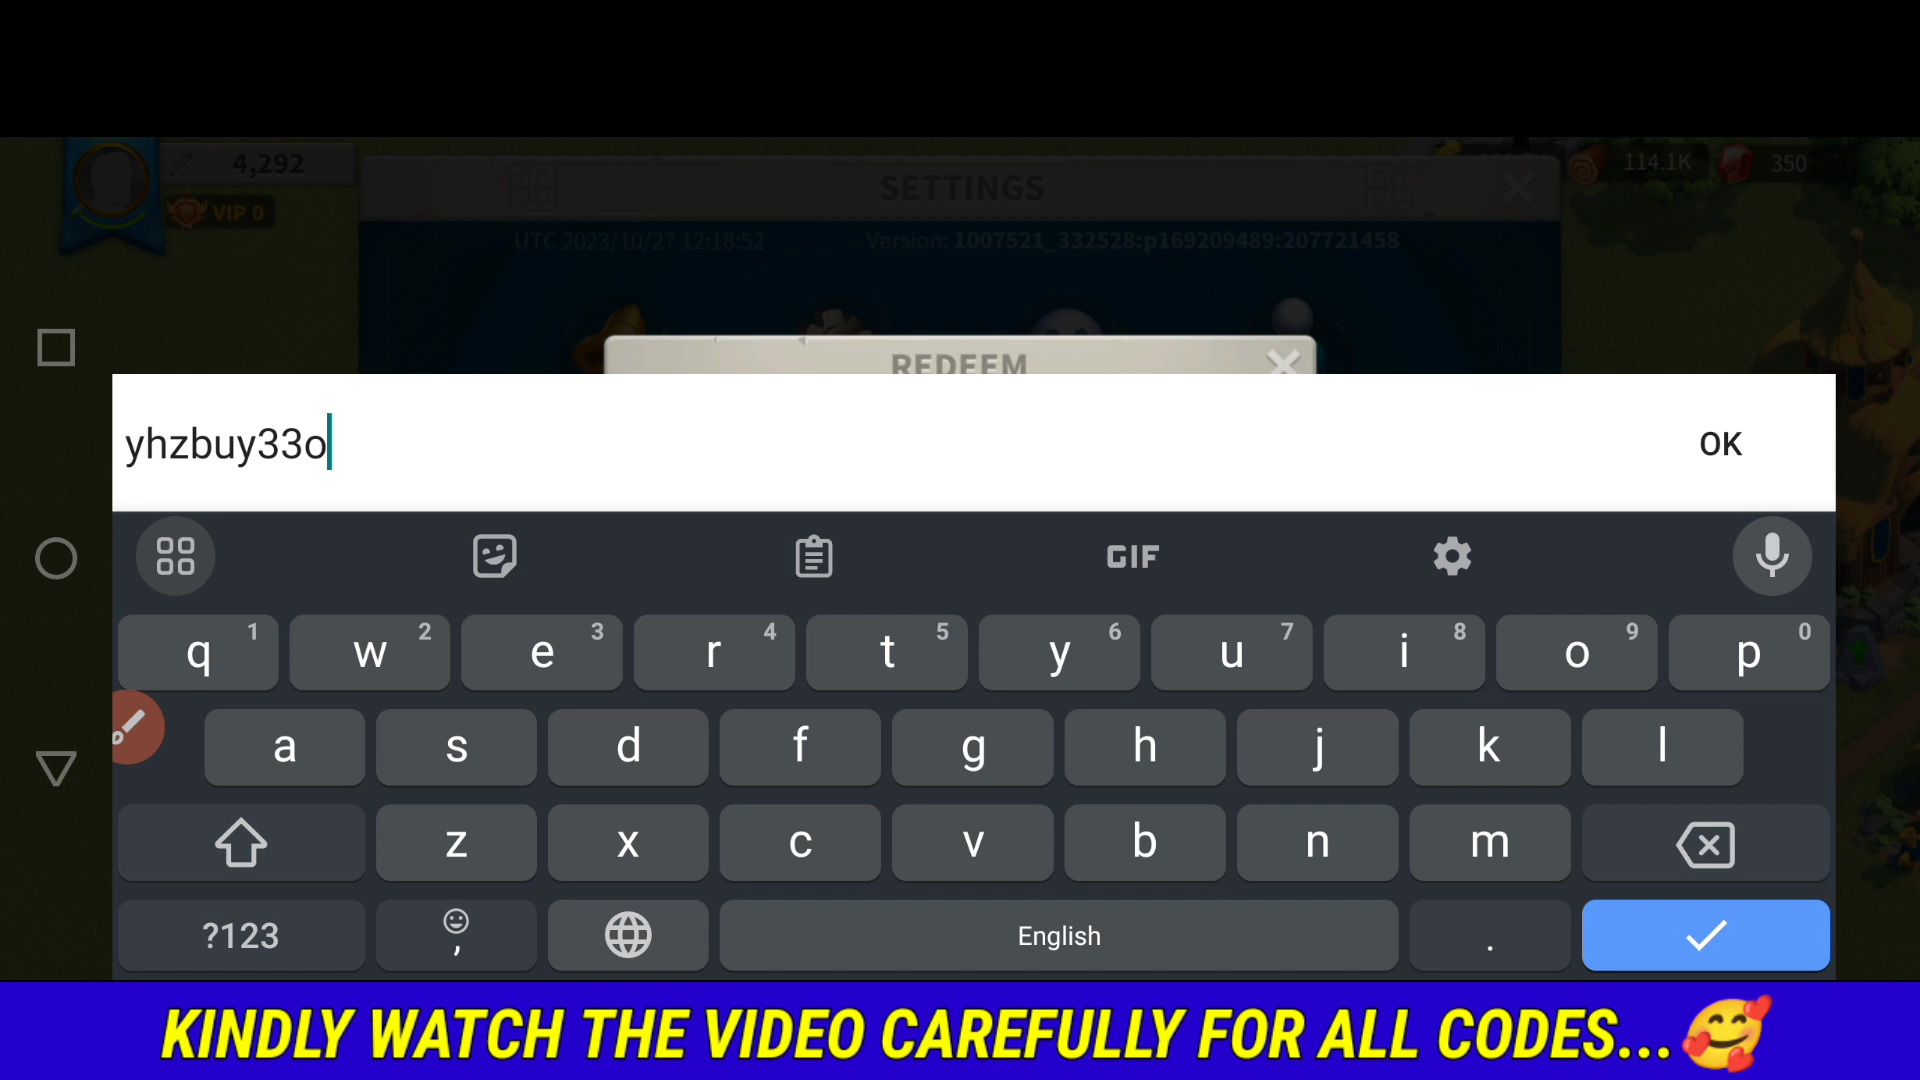 4,292
SETTINGS
114.1K
350
VIP 0
UTC 2023/10/27 12:18:52
Version: 1007521_332528:p169209489:207721458
REDEEM
yhzbuy33o
OK
GIF
q 1 w 2 e 3 r 4 t 5 y 6 u 7 i 8 o 9 p 0
a s d f g h j k l
z x c v b n m
?123 , English .
KINDLY WATCH THE VIDEO CAREFULLY FOR ALL CODES...